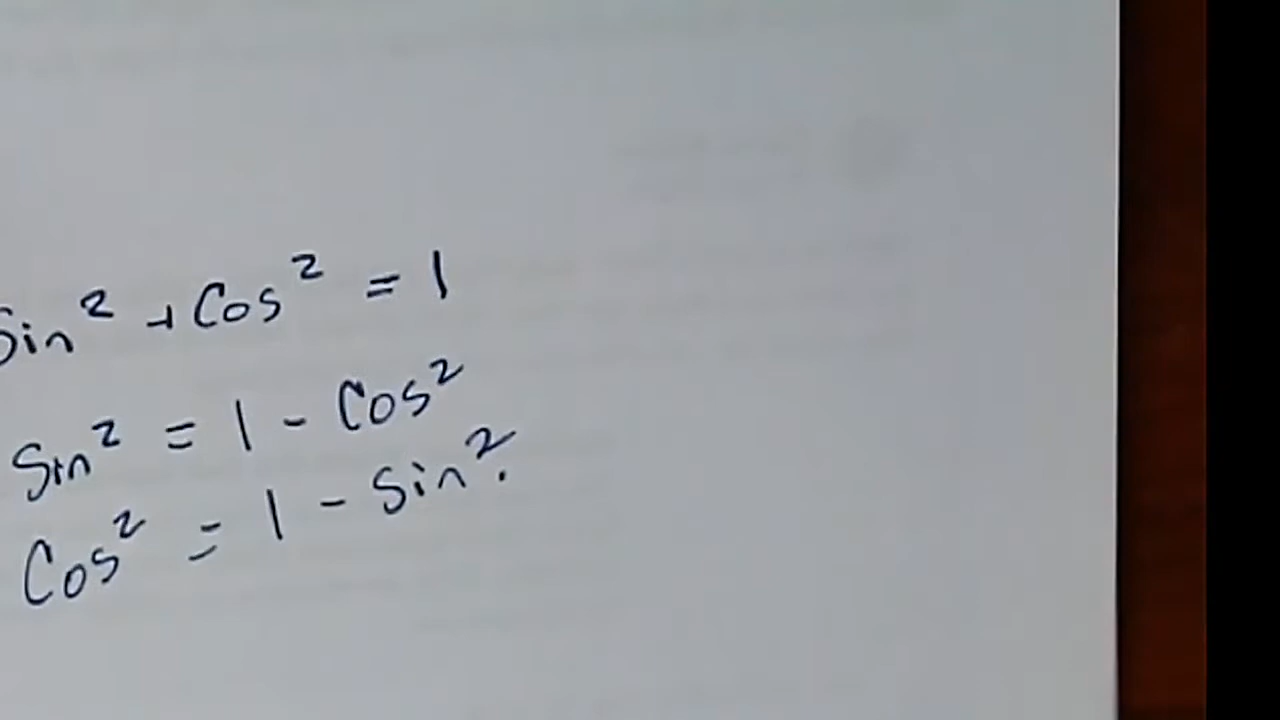 Sin² + Cos² = 1
Sin² = 1 - Cos²
Cos² = 1 - Sin².